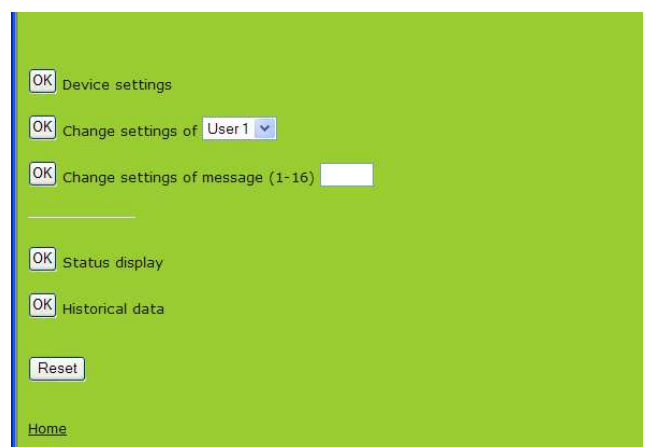 OK Device settings
OK Change settings of User 1
OK Change settings of message (1-16)
OK Status display
OK Historical data
Reset
Home